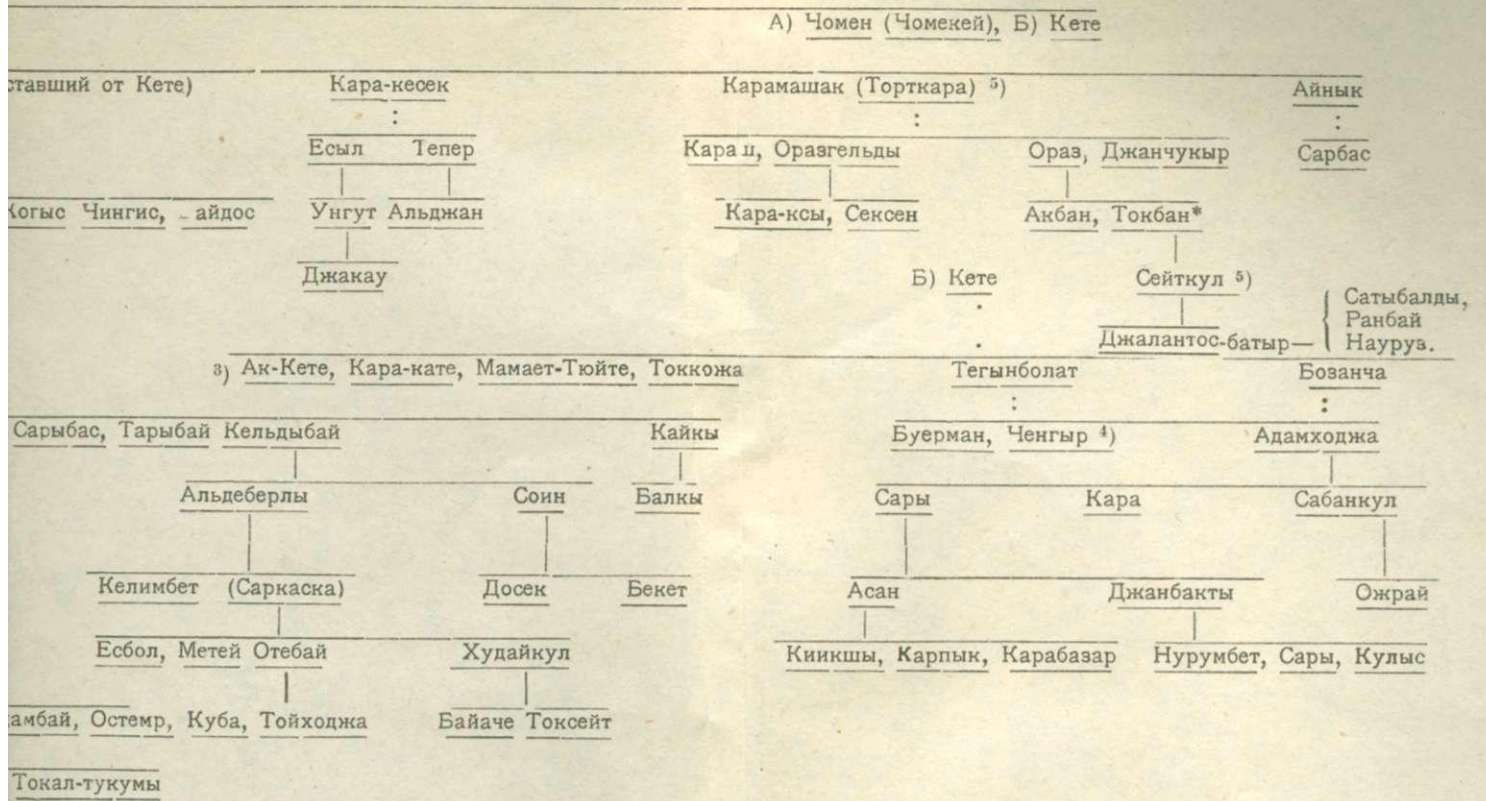 А) Чомен (Чомекей), Б) Кете
ставший от Кете) Кара-кесек Карамашак (Торткара) ⁵) Айнык
Есыл Тепер Оразгельды Ораз, Джанчукыр Сарбас
Чингис, Унгут Альджан Кара-ксы, Сексен Акбан, Токбан*
Джакау Б) Кете Сейткул ⁵)
Сатыбалды,
Ранбай
Джалантос-батыр— Науруз.
³) Ак-Кете, Кара-кате, Мамает-Тюйте, Токкожа Тегынболат Бозанча
Сарыбас, Тарыбай Кельдыбай Кайкы Буерман, Ченгыр ⁴) Адамходжа
Альдеберлы Соин Балкы Сары Кара Сабанкул
Келимбет (Саркаска) Досек Бекет Асан Джанбакты Ожрай
Есбол, Метей Отебай Худайкул Киикшы, Карпык, Карабазар Нурумбет, Сары, Кулыс
амбай, Остемр, Куба, Тойходжа Байаче Токсейт
Токал-тукумы